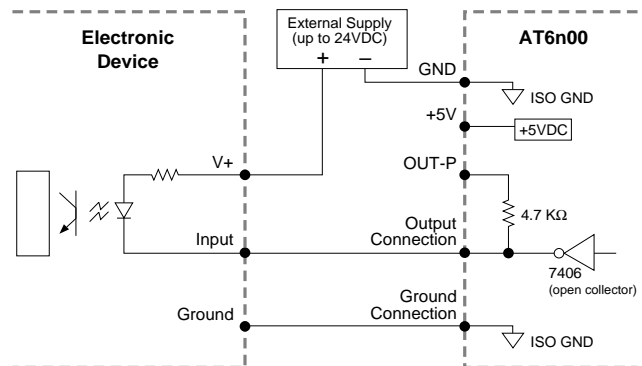 Electronic
Device
External Supply
(up to 24VDC)
+ –
AT6n00
GND
ISO GND
+5V
+5VDC
V+
OUT-P
4.7 KΩ
Input
Output
Connection
7406
(open collector)
Ground
Ground
Connection
ISO GND